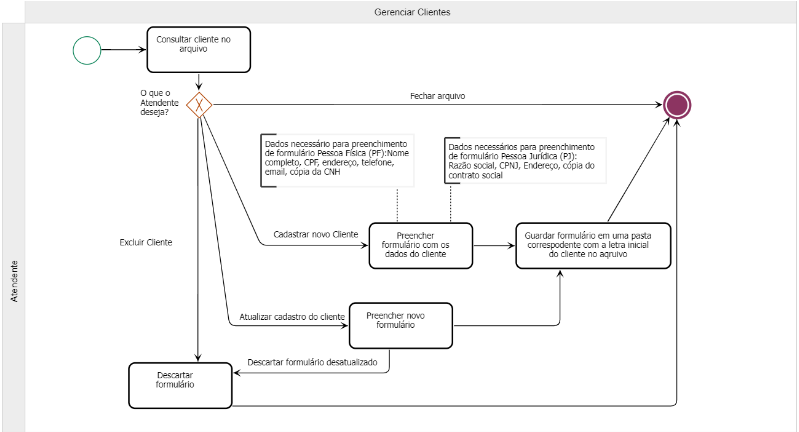 Gerenciar Clientes
Atendente
Consultar cliente no
arquivo
O que o
Atendente
deseja?
Fechar arquivo
Dados necessário para preenchimento
de formulário Pessoa Física (PF):Nome
completo, CPF, endereço, telefone,
email, cópia da CNH
Dados necessários para preenchimento
de formulário Pessoa Jurídica (PJ):
Razão social, CPNJ, Endereço, cópia do
contrato social
Excluir Cliente
Cadastrar novo Cliente
Preencher
formulário com os
dados do cliente
Guardar formulário em uma pasta
correspodente com a letra inicial
do cliente no aqruivo
Atualizar cadastro do cliente
Preencher novo
formulário
Descartar formulário desatualizado
Descartar
formulário